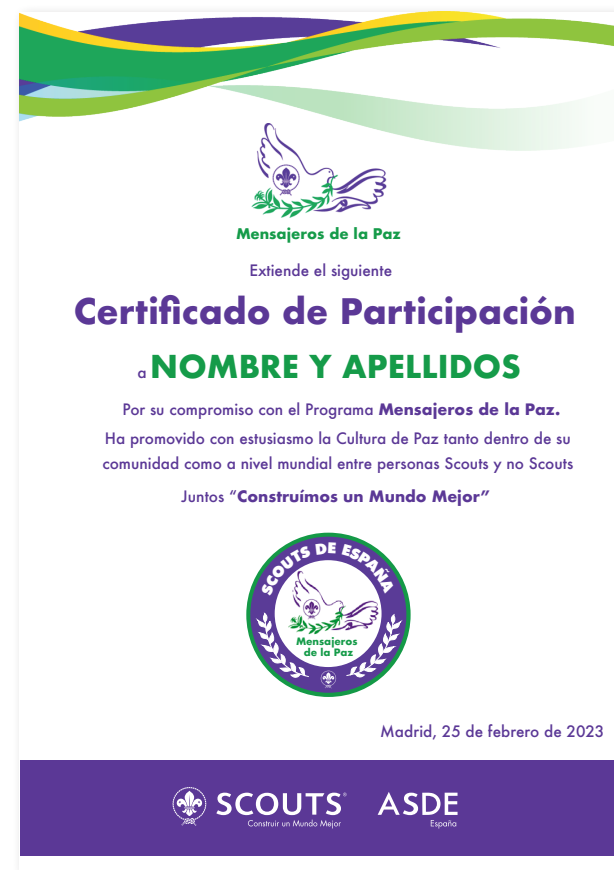 Mensajeros de la Paz
Extiende el siguiente
Certificado de Participación
a NOMBRE Y APELLIDOS
Por su compromiso con el Programa Mensajeros de la Paz.
Ha promovido con estusiasmo la Cultura de Paz tanto dentro de su
comunidad como a nivel mundial entre personas Scouts y no Scouts
Juntos “Construímos un Mundo Mejor”
SCOUTS DE ESPAÑA
Mensajeros
de la Paz
Madrid, 25 de febrero de 2023
SCOUTS® ASDE
Construir un Mundo Mejor España